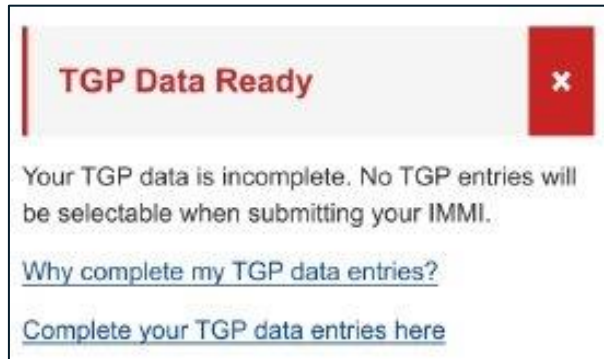 TGP Data Ready
×
Your TGP data is incomplete. No TGP entries will
be selectable when submitting your IMMI.
Why complete my TGP data entries?
Complete your TGP data entries here